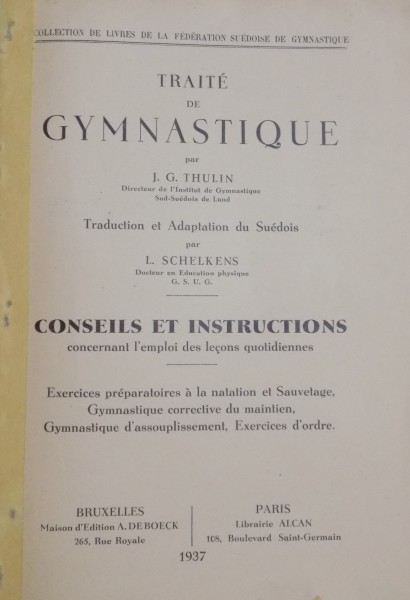 COLLECTION DE LIVRES DE LA FÉDÉRATION SUÉDOISE DE GYMNASTIQUE
TRAITÉ
DE
GYMNASTIQUE
par
J. G. THULIN
Directeur de l'Institut de Gymnastique
Sud-Suédois de Lund
Traduction et Adaptation du Suédois
par
L. SCHELKENS
Docteur en Education physique
G. S. U. G.
CONSEILS ET INSTRUCTIONS
concernant l'emploi des leçons quotidiennes
Exercices préparatoires à la natation et Sauvetage,
Gymnastique corrective du maintien,
Gymnastique d'assouplissement, Exercices d'ordre.
BRUXELLES
Maison d'Edition A. DE BOECK
265, Rue Royale
PARIS
Librairie ALCAN
108, Boulevard Saint-Germain
1937